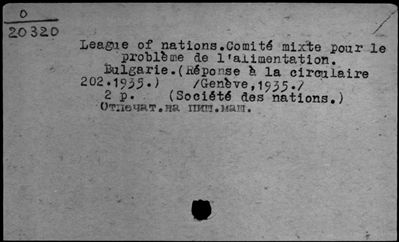 0
20320
League of nations.Comité mixte pour le
problème de l'alimentation.
Bulgarie.(Réponse à la circulaire
202.1935.) /Genève,1935./
2 p. (Société des nations.)
Отпечат.на пиш.маш.